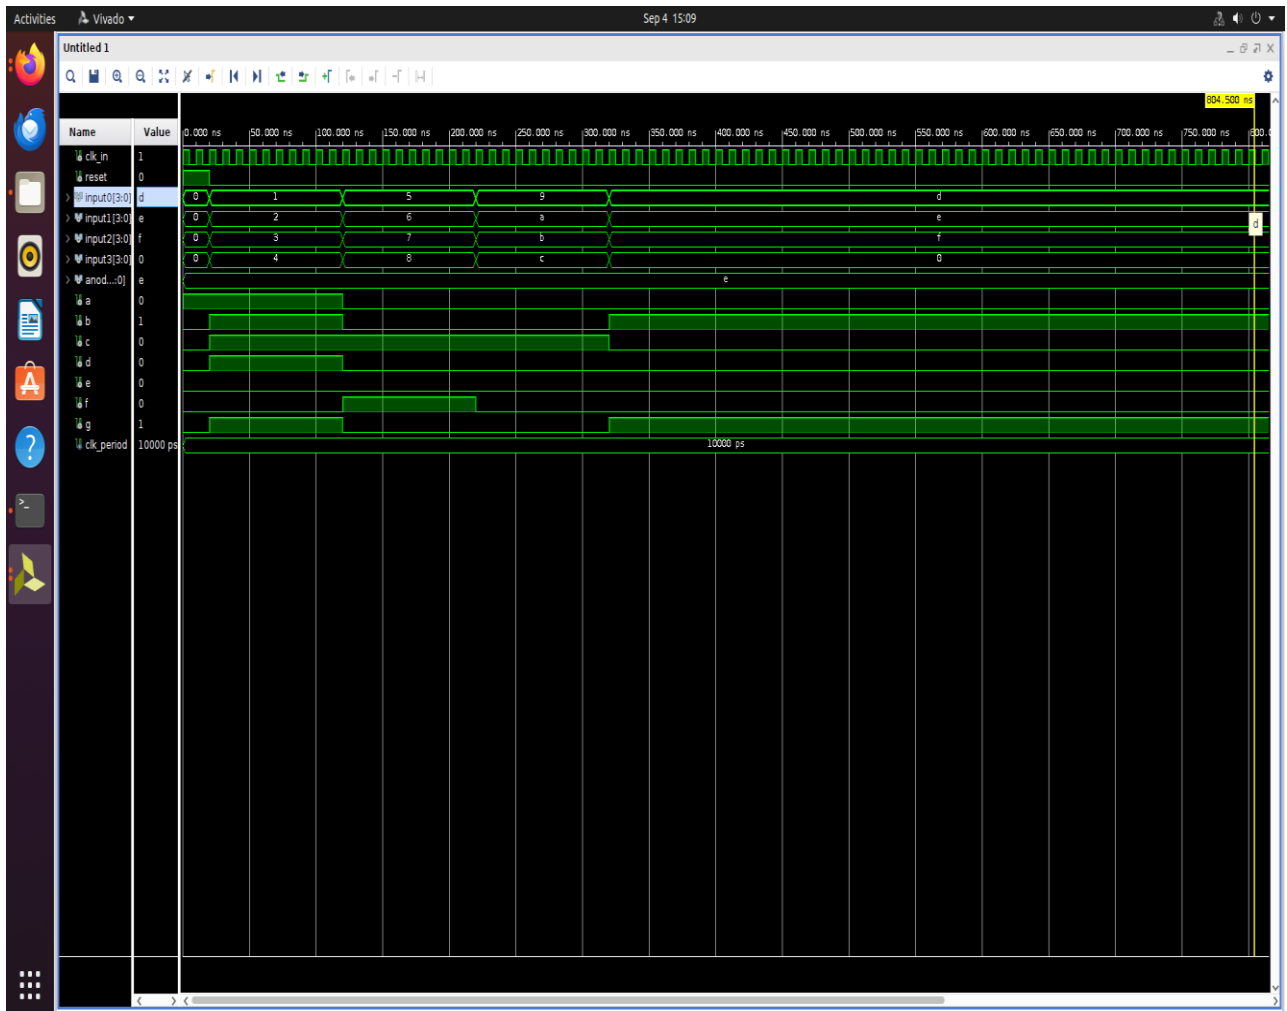 Activities Vivado Sep 4 15:09
Untitled 1
804.500 ns
Name Value 0.000 ns 50.000 ns 100.000 ns 150.000 ns 200.000 ns 250.000 ns 300.000 ns 350.000 ns 400.000 ns 450.000 ns 500.000 ns 550.000 ns 600.000 ns 650.000 ns 700.000 ns 750.000 ns 800.0
clk_in 1
reset 0
input0[3:0] d 0 1 5 9 d
input1[3:0] e 0 2 6 a e
d
input2[3:0] f 0 3 7 b f
input3[3:0] 0 0 4 8 c 0
anod...:0] e e
a 0
b 1
c 0
d 0
e 0
f 0
g 1
clk_period 10000 ps 10000 ps